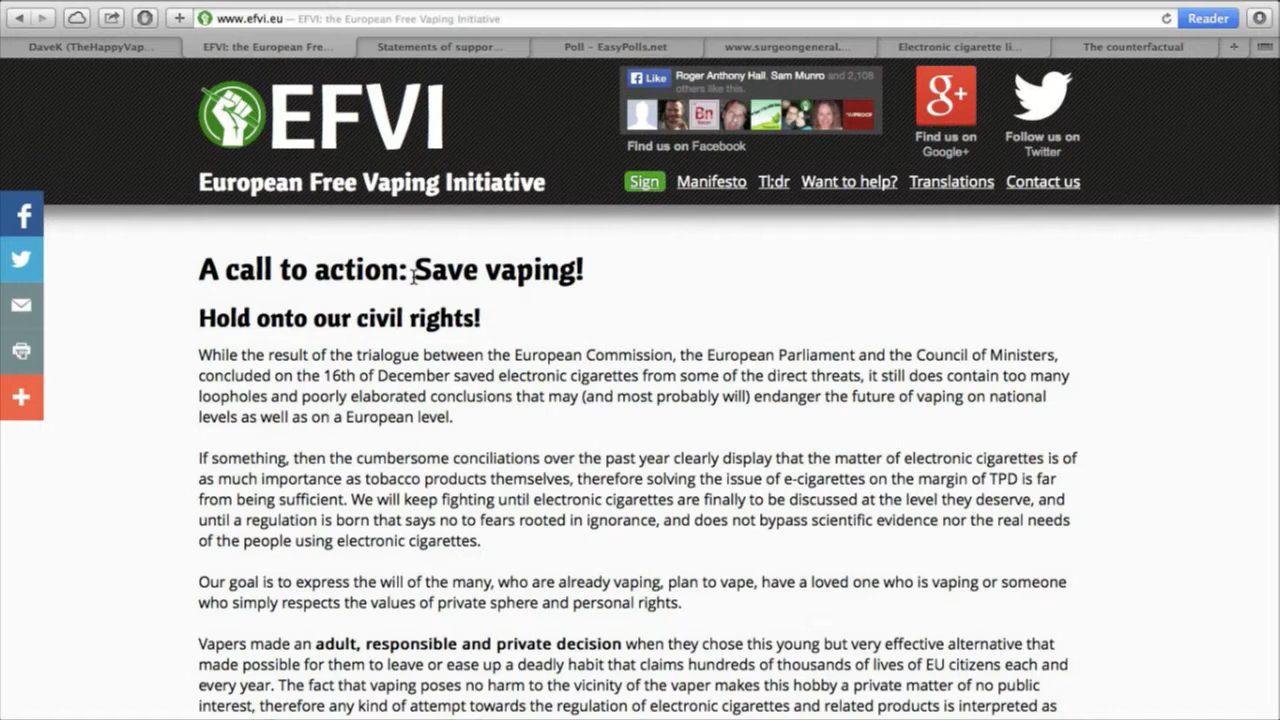 www.efvi.eu — EFVI: the European Free Vaping Initiative
Reader
DaveK (TheHappyVap...
EFVI: the European Fre...
Statements of suppor...
Poll - EasyPolls.net
www.surgeongeneral....
Electronic cigarette li...
The counterfactual
EFVI
European Free Vaping Initiative
Like
Roger Anthony Hall, Sam Munro and 2,108
others like this.
Bn
Find us on Facebook
g+
Find us on
Google+
Follow us on
Twitter
Sign Manifesto Tl;dr Want to help? Translations Contact us
A call to action: Save vaping!
Hold onto our civil rights!
While the result of the trialogue between the European Commission, the European Parliament and the Council of Ministers,
concluded on the 16th of December saved electronic cigarettes from some of the direct threats, it still does contain too many
loopholes and poorly elaborated conclusions that may (and most probably will) endanger the future of vaping on national
levels as well as on a European level.
If something, then the cumbersome conciliations over the past year clearly display that the matter of electronic cigarettes is of
as much importance as tobacco products themselves, therefore solving the issue of e-cigarettes on the margin of TPD is far
from being sufficient. We will keep fighting until electronic cigarettes are finally to be discussed at the level they deserve, and
until a regulation is born that says no to fears rooted in ignorance, and does not bypass scientific evidence nor the real needs
of the people using electronic cigarettes.
Our goal is to express the will of the many, who are already vaping, plan to vape, have a loved one who is vaping or someone
who simply respects the values of private sphere and personal rights.
Vapers made an adult, responsible and private decision when they chose this young but very effective alternative that
made possible for them to leave or ease up a deadly habit that claims hundreds of thousands of lives of EU citizens each and
every year. The fact that vaping poses no harm to the vicinity of the vaper makes this hobby a private matter of no public
interest, therefore any kind of attempt towards the regulation of electronic cigarettes and related products is interpreted as